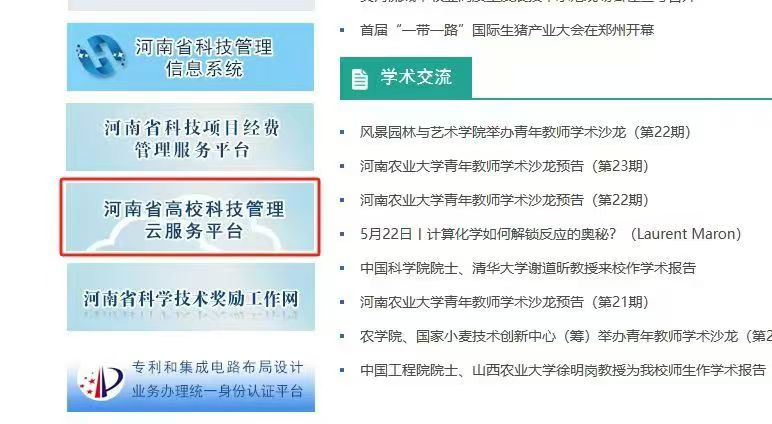 河南省科技管理
信息系统
河南省科技项目经费
管理服务平台
河南省高校科技管理
云服务平台
河南省科学技术奖励工作网
专利和集成电路布局设计
业务办理统一身份认证平台
首届“一带一路”国际生猪产业大会在郑州开幕
学术交流
风景园林与艺术学院举办青年教师学术沙龙（第22期）
河南农业大学青年教师学术沙龙预告（第23期）
河南农业大学青年教师学术沙龙预告（第22期）
5月22日丨计算化学如何解锁反应的奥秘？（Laurent Maron）
中国科学院院士、清华大学谢道昕教授来校作学术报告
河南农业大学青年教师学术沙龙预告（第21期）
农学院、国家小麦技术创新中心（筹）举办青年教师学术沙龙（第2
中国工程院院士、山西农业大学徐明岗教授为我校师生作学术报告